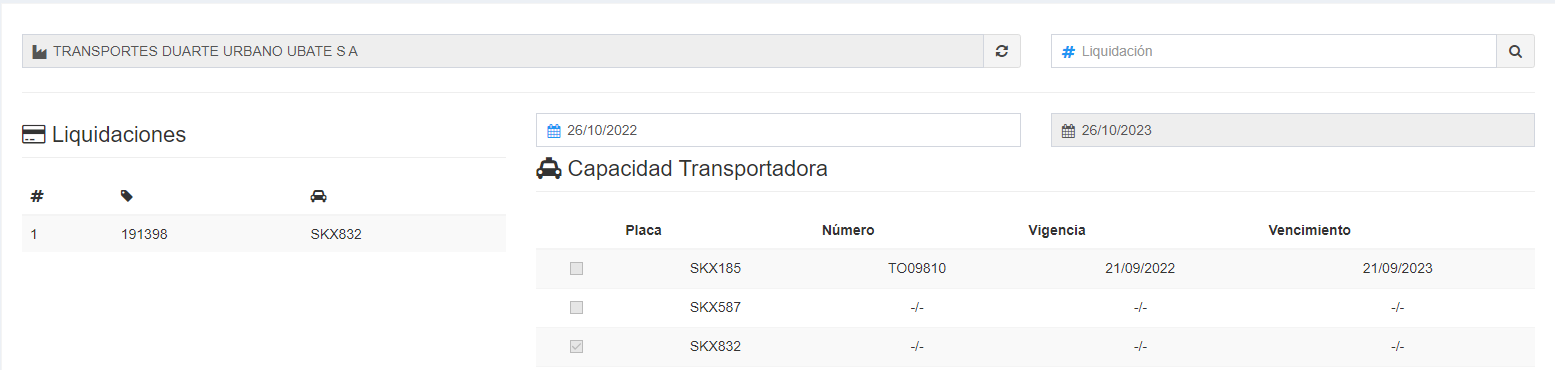 TRANSPORTES DUARTE URBANO UBATE S A
# Liquidación
Liquidaciones
#
1 191398 SKX832
26/10/2022 26/10/2023
Capacidad Transportadora
Placa Número Vigencia Vencimiento
SKX185 TO09810 21/09/2022 21/09/2023
SKX587 -/- -/- -/-
SKX832 -/- -/- -/-